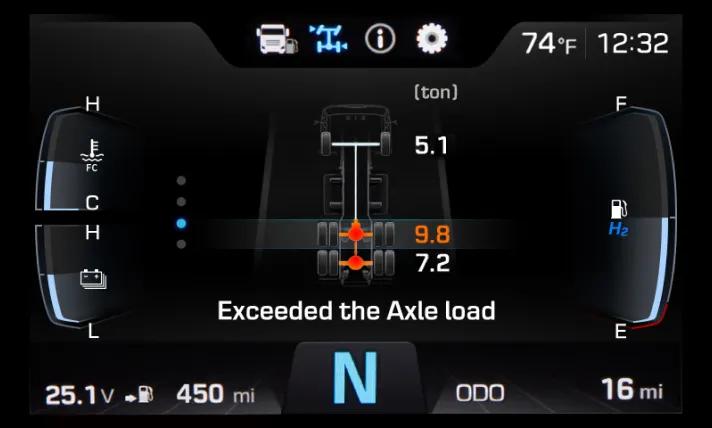 74°F 12:32
(ton)
H
F
5.1
FC
C
H
H2
9.8
7.2
Exceeded the Axle load
L
E
25.1 V 450 mi
N
ODO 16 mi